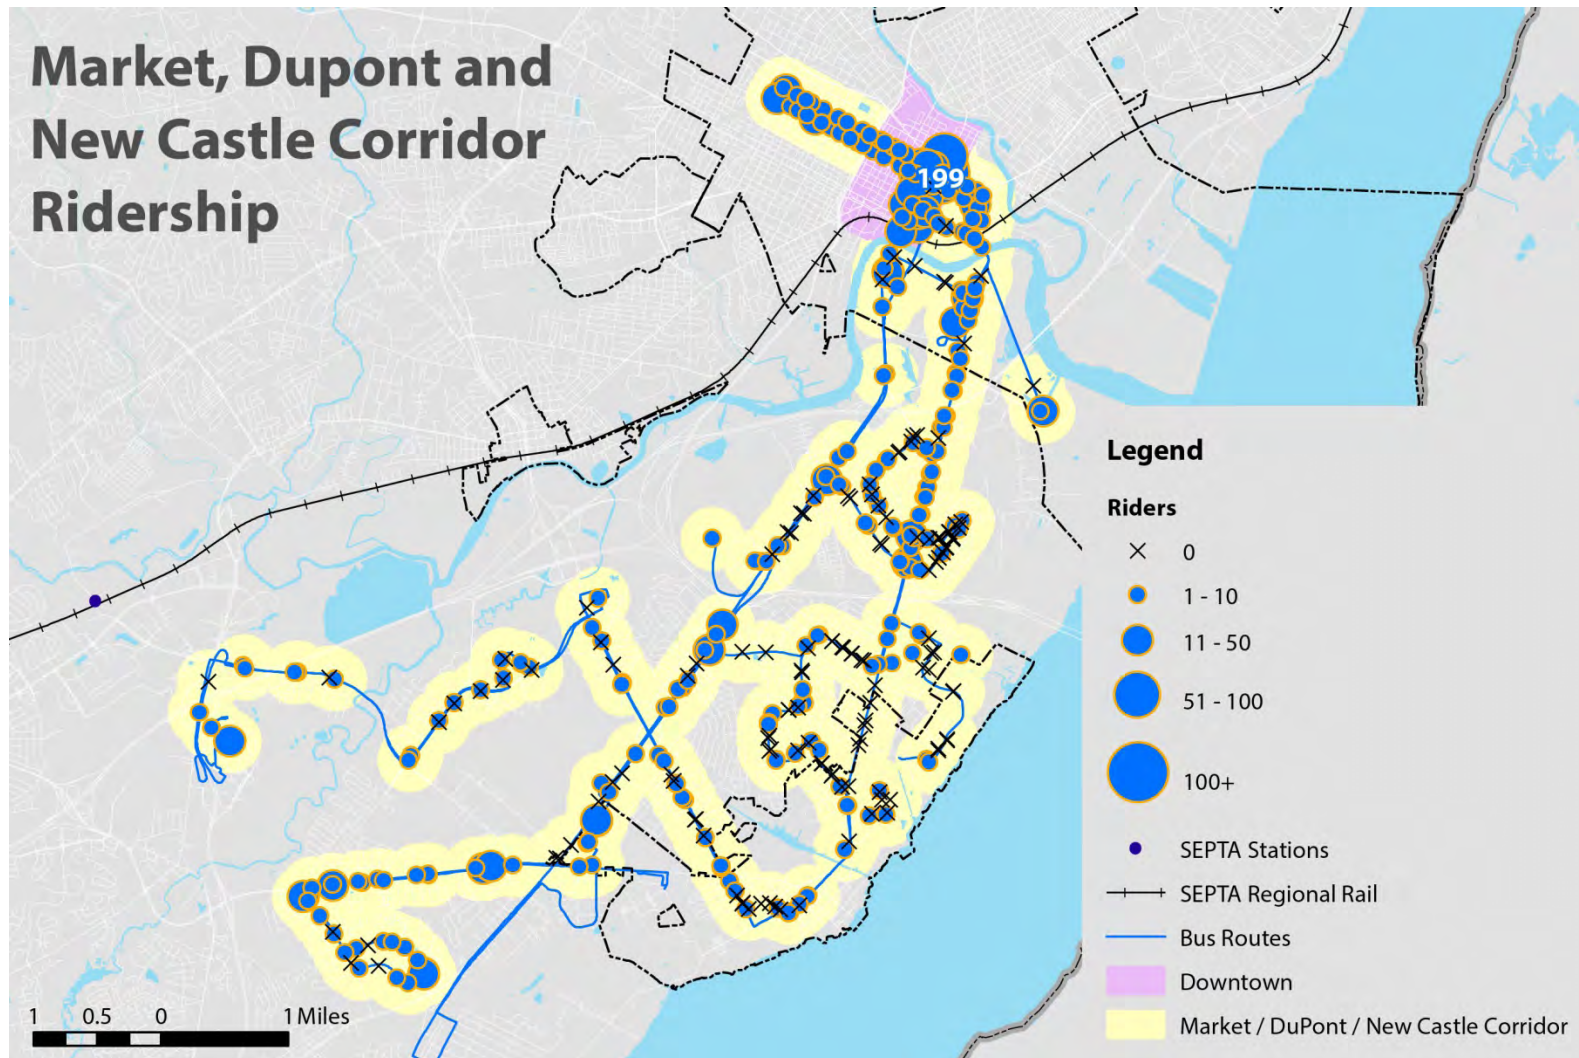 Market, Dupont and
New Castle Corridor
Ridership
199
Legend
Riders
0
1 - 10
11 - 50
51 - 100
100+
SEPTA Stations
SEPTA Regional Rail
Bus Routes
Downtown
Market / DuPont / New Castle Corridor
1 0.5 0 1 Miles